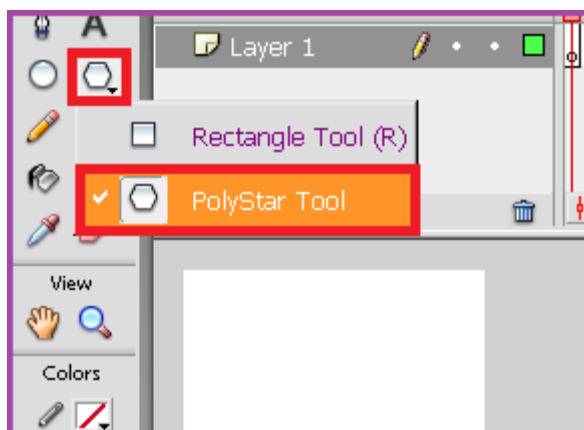 A
Layer 1
Rectangle Tool (R)
PolyStar Tool
View
Colors